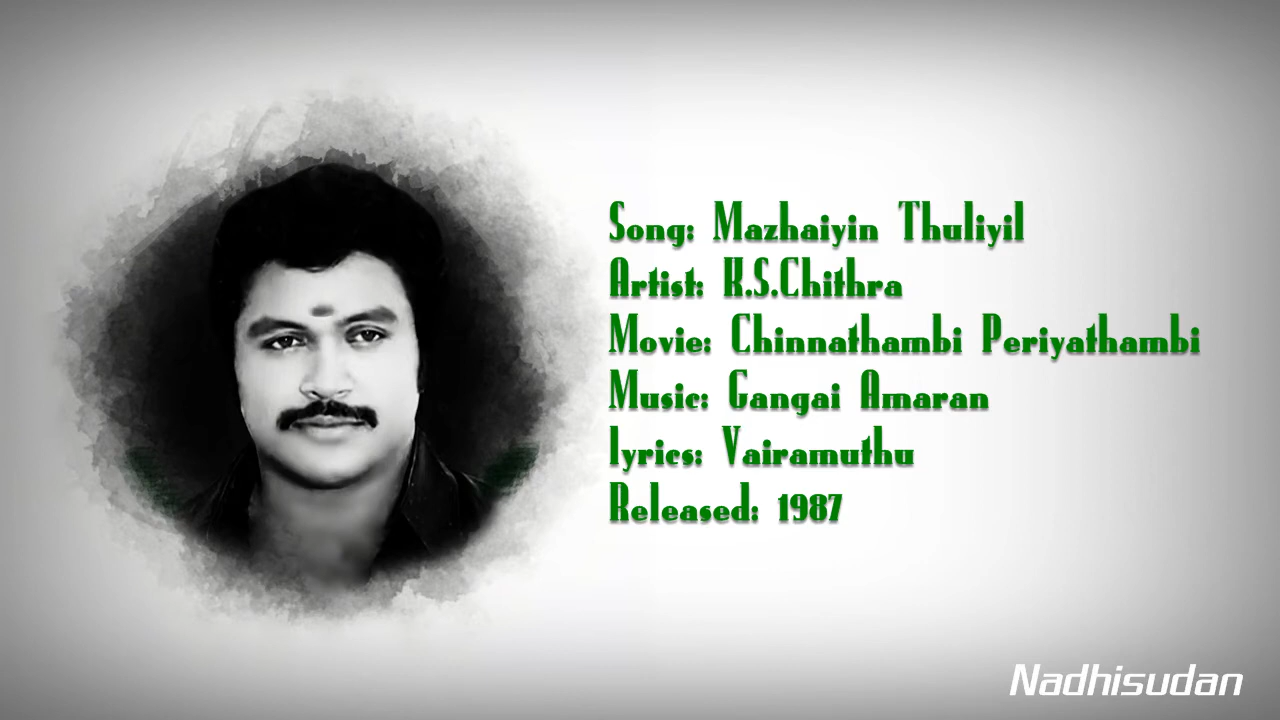 Song: Mazhaiyin Thuliyil
Artist: K.S.Chithra
Movie: Chinnathambi Periyathambi
Music: Gangai Amaran
lyrics: Vairamuthu
Released: 1987
Nadhisudan